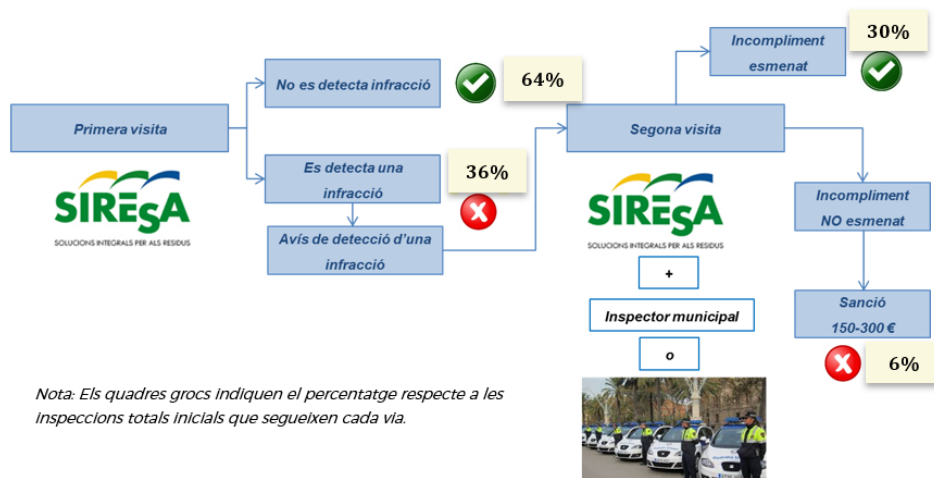 Primera visita
No es detecta infracció
64%
Es detecta una
infracció
36%
Avís de detecció d'una
infracció
SIRESA
SOLUCIONS INTEGRALS PER ALS RESIDUS
Segona visita
Incompliment
esmenat
30%
Incompliment
NO esmenat
Sanció
150-300 €
6%
SIRESA
SOLUCIONS INTEGRALS PER ALS RESIDUS
+
Inspector municipal
o
Nota: Els quadres grocs indiquen el percentatge respecte a les
inspeccions totals inicials que segueixen cada via.